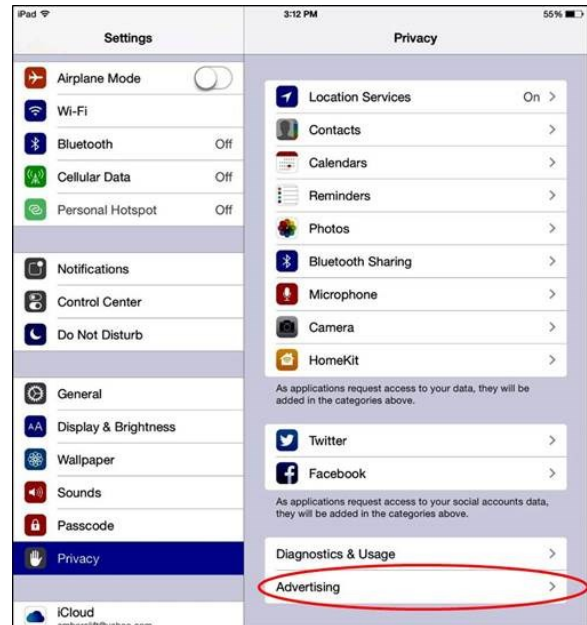 iPad 3:12 PM 55%
Settings
Airplane Mode
Wi-Fi
Bluetooth Off
Cellular Data Off
Personal Hotspot Off
Notifications
Control Center
Do Not Disturb
General
Display & Brightness
Wallpaper
Sounds
Passcode
Privacy
iCloud
Privacy
Location Services On
Contacts
Calendars
Reminders
Photos
Bluetooth Sharing
Microphone
Camera
HomeKit
As applications request access to your data, they will be
added in the categories above.
Twitter
Facebook
As applications request access to your social accounts data,
they will be added in the categories above.
Diagnostics & Usage
Advertising